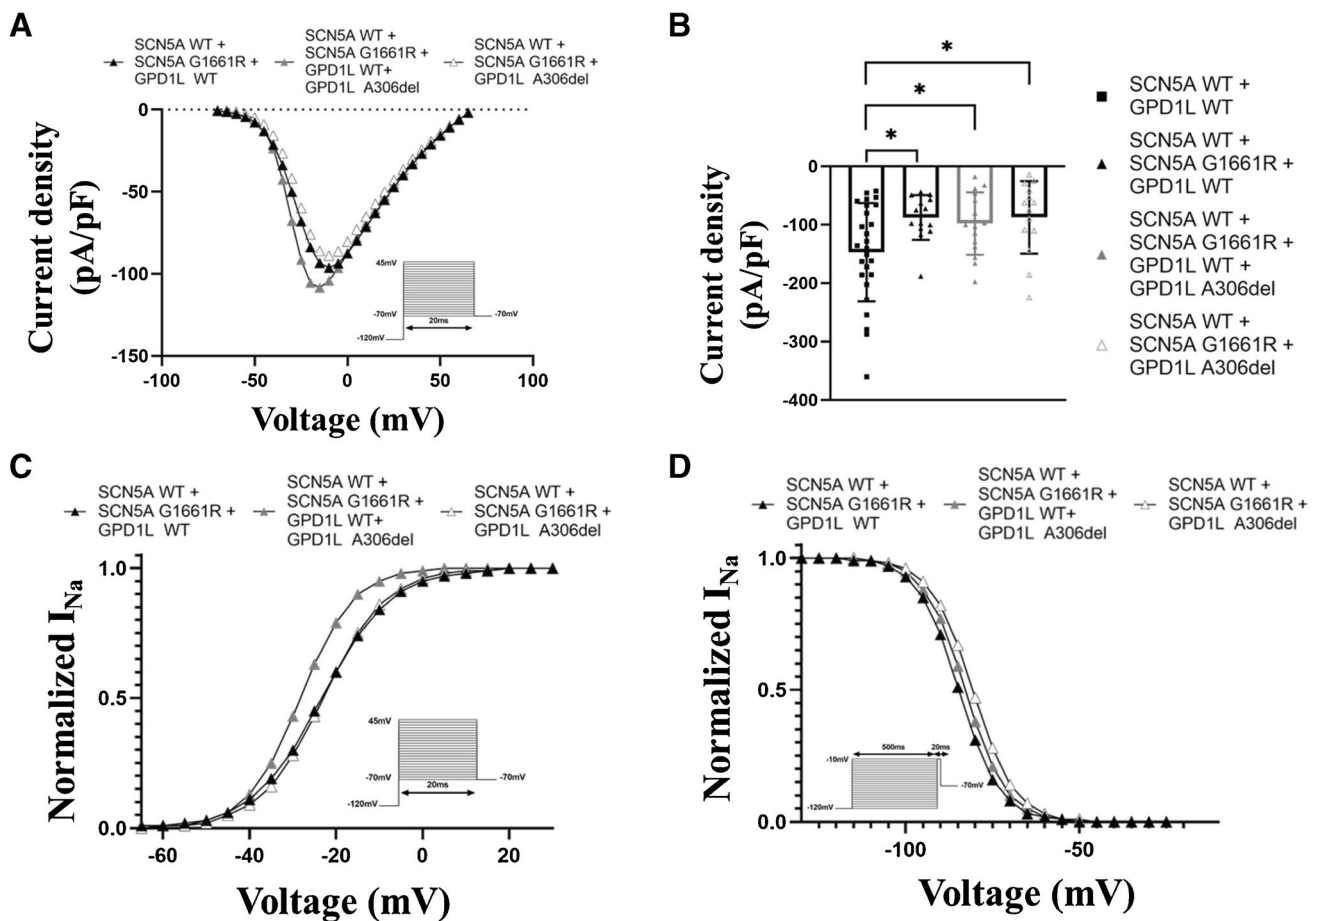 A
SCN5A WT +
SCN5A G1661R +
GPD1L WT
SCN5A WT +
SCN5A G1661R +
GPD1L WT+
GPD1L A306del
SCN5A WT +
SCN5A G1661R +
GPD1L A306del
Current density
(pA/pF)
0
-50
-100
-150
-100
-50
0
50
100
Voltage (mV)
45mV
-70mV
20ms
-70mV
-120mV
B
*
*
*
Current density
(pA/pF)
0
-100
-200
-300
-400
SCN5A WT +
GPD1L WT
SCN5A WT +
SCN5A G1661R +
GPD1L WT
SCN5A WT +
SCN5A G1661R +
GPD1L WT +
GPD1L A306del
SCN5A WT +
SCN5A G1661R +
GPD1L A306del
C
SCN5A WT +
SCN5A G1661R +
GPD1L WT
SCN5A WT +
SCN5A G1661R +
GPD1L WT+
GPD1L A306del
SCN5A WT +
SCN5A G1661R +
GPD1L A306del
Normalized INa
1.0
0.5
0.0
-60
-40
-20
0
20
Voltage (mV)
45mV
-70mV
20ms
-70mV
-120mV
D
SCN5A WT +
SCN5A G1661R +
GPD1L WT
SCN5A WT +
SCN5A G1661R +
GPD1L WT+
GPD1L A306del
SCN5A WT +
SCN5A G1661R +
GPD1L A306del
Normalized INa
1.0
0.5
0.0
-100
-50
Voltage (mV)
500ms
20ms
-10mV
-70mV
-120mV